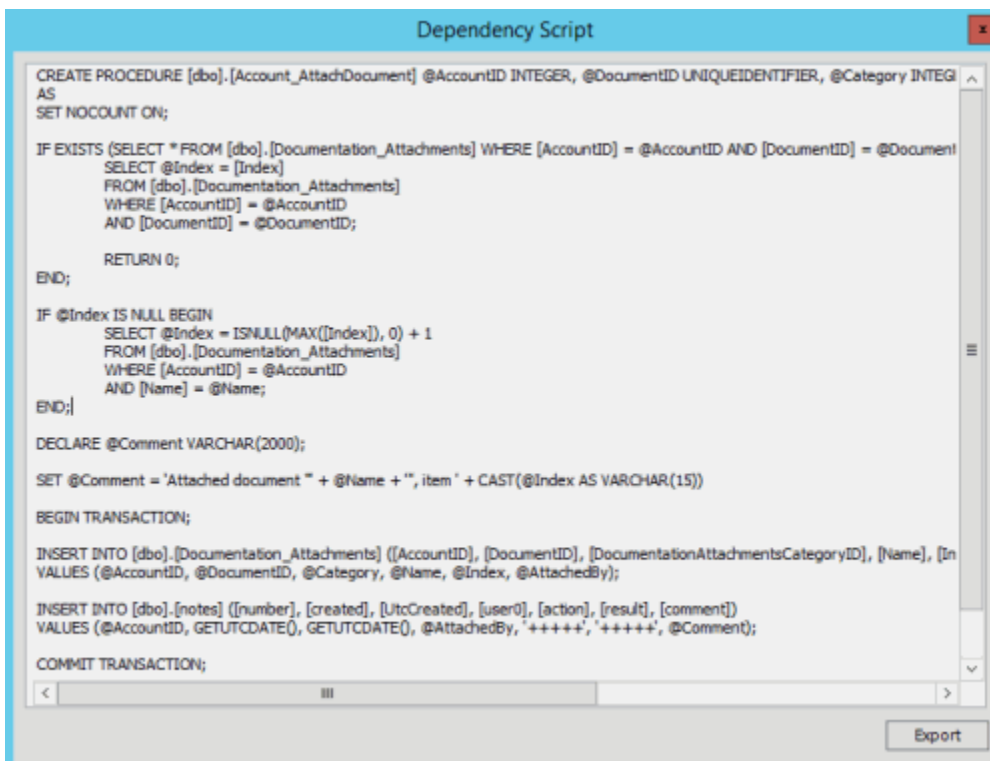 Dependency Script
x
CREATE PROCEDURE [dbo].[Account_AttachDocument] @AccountID INTEGER, @DocumentID UNIQUEIDENTIFIER, @Category INTEG
AS
SET NOCOUNT ON;
IF EXISTS (SELECT * FROM [dbo].[Documentation_Attachments] WHERE [AccountID] = @AccountID AND [DocumentID] = @Document
SELECT @Index = [Index]
FROM [dbo].[Documentation_Attachments]
WHERE [AccountID] = @AccountID
AND [DocumentID] = @DocumentID;
RETURN 0;
END;
IF @Index IS NULL BEGIN
SELECT @Index = ISNULL(MAX([Index]), 0) + 1
FROM [dbo].[Documentation_Attachments]
WHERE [AccountID] = @AccountID
AND [Name] = @Name;
END;
DECLARE @Comment VARCHAR(2000);
SET @Comment = 'Attached document "' + @Name + '", item ' + CAST(@Index AS VARCHAR(15))
BEGIN TRANSACTION;
INSERT INTO [dbo].[Documentation_Attachments] ([AccountID], [DocumentID], [DocumentationAttachmentsCategoryID], [Name], [In
VALUES (@AccountID, @DocumentID, @Category, @Name, @Index, @AttachedBy);
INSERT INTO [dbo].[notes] ([number], [created], [UtcCreated], [user0], [action], [result], [comment])
VALUES (@AccountID, GETUTCDATE(), GETUTCDATE(), @AttachedBy, '+++++', '+++++', @Comment);
COMMIT TRANSACTION;
Export